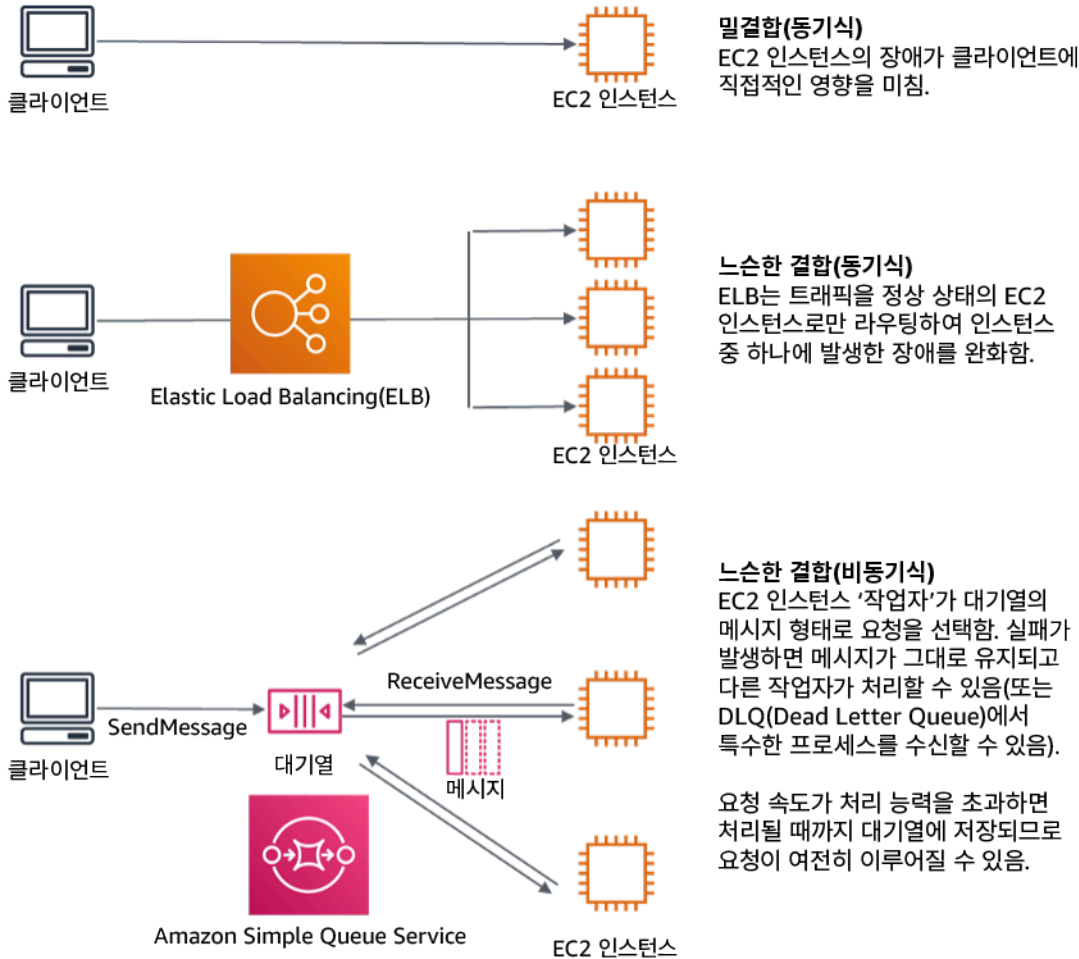 클라이언트
EC2 인스턴스
밀결합(동기식)
EC2 인스턴스의 장애가 클라이언트에
직접적인 영향을 미침.
클라이언트
Elastic Load Balancing(ELB)
EC2 인스턴스
느슨한 결합(동기식)
ELB는 트래픽을 정상 상태의 EC2
인스턴스로만 라우팅하여 인스턴스
중 하나에 발생한 장애를 완화함.
클라이언트
SendMessage
대기열
ReceiveMessage
메시지
Amazon Simple Queue Service
EC2 인스턴스
느슨한 결합(비동기식)
EC2 인스턴스 ‘작업자’가 대기열의
메시지 형태로 요청을 선택함. 실패가
발생하면 메시지가 그대로 유지되고
다른 작업자가 처리할 수 있음(또는
DLQ(Dead Letter Queue)에서
특수한 프로세스를 수신할 수 있음).
요청 속도가 처리 능력을 초과하면
처리될 때까지 대기열에 저장되므로
요청이 여전히 이루어질 수 있음.